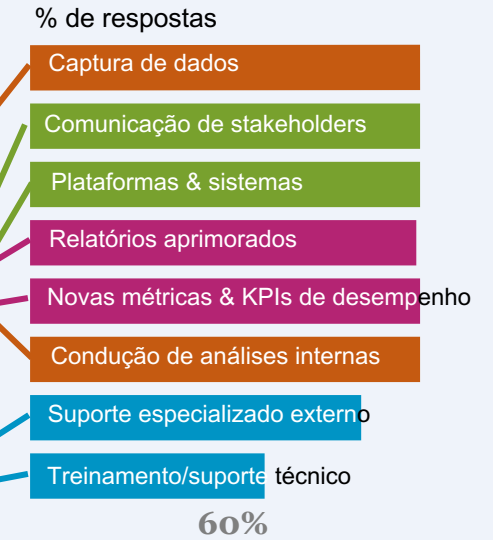 % de respostas
Captura de dados
Comunicação de stakeholders
Plataformas & sistemas
Relatórios aprimorados
Novas métricas & KPIs de desempenho
Condução de análises internas
Suporte especializado externo
Treinamento/suporte técnico
60%